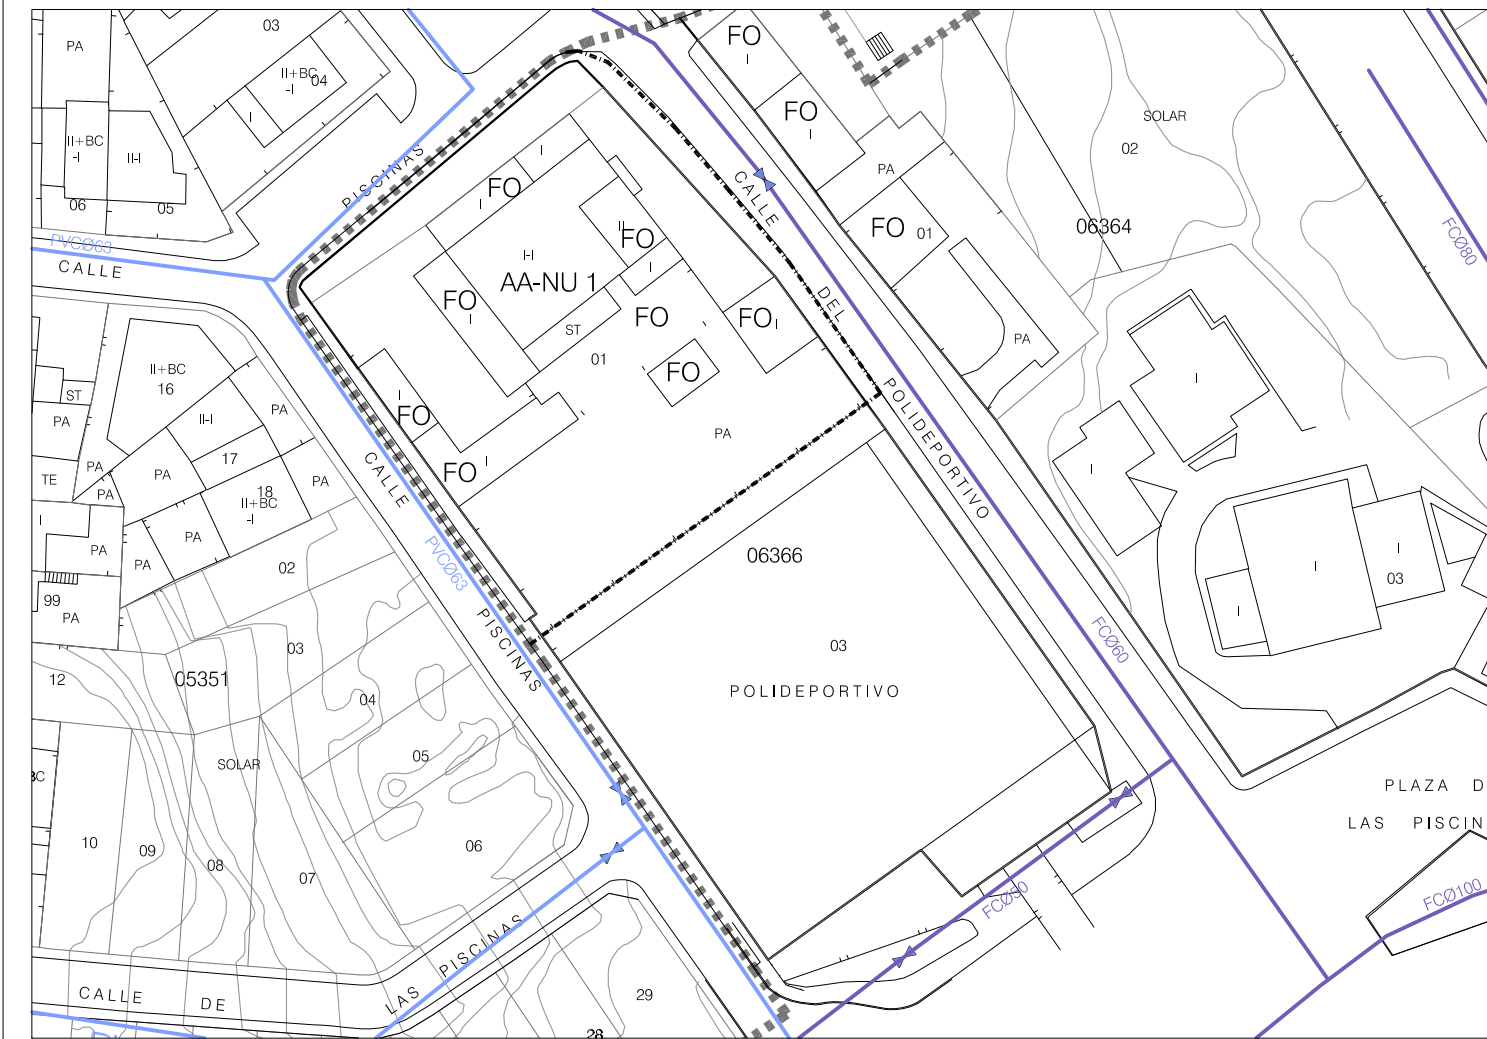 PA
03
II+BC
-I
04
I
II+BC
-I
II-I
06
05
PVCØ63
CALLE
PISCINAS
FO
I
FO
I
SOLAR
02
PA
FO
01
06364
CALLE
DEL
POLIDEPORTIVO
FCØ80
I
FO
I
II
FO
I
I-I
AA-NU 1
FO
I
ST
FO
FO
I
01
FO
PA
I
FO
I
FO
PA
II+BC
16
ST
PA
II-I
PA
17
PA
PA
TE
PA
18
II+BC
-I
PA
I
PA
PA
PA
CALLE
PVCØ63
PISCINAS
02
99
PA
03
12
05351
04
05
SOLAR
BC
10
09
08
07
06
06366
03
POLIDEPORTIVO
FCØ60
I
I
I
I
I
03
PLAZA D
LAS PISCIN
FCØ50
FCØ100
CALLE DE
LAS PISCINAS
29
28